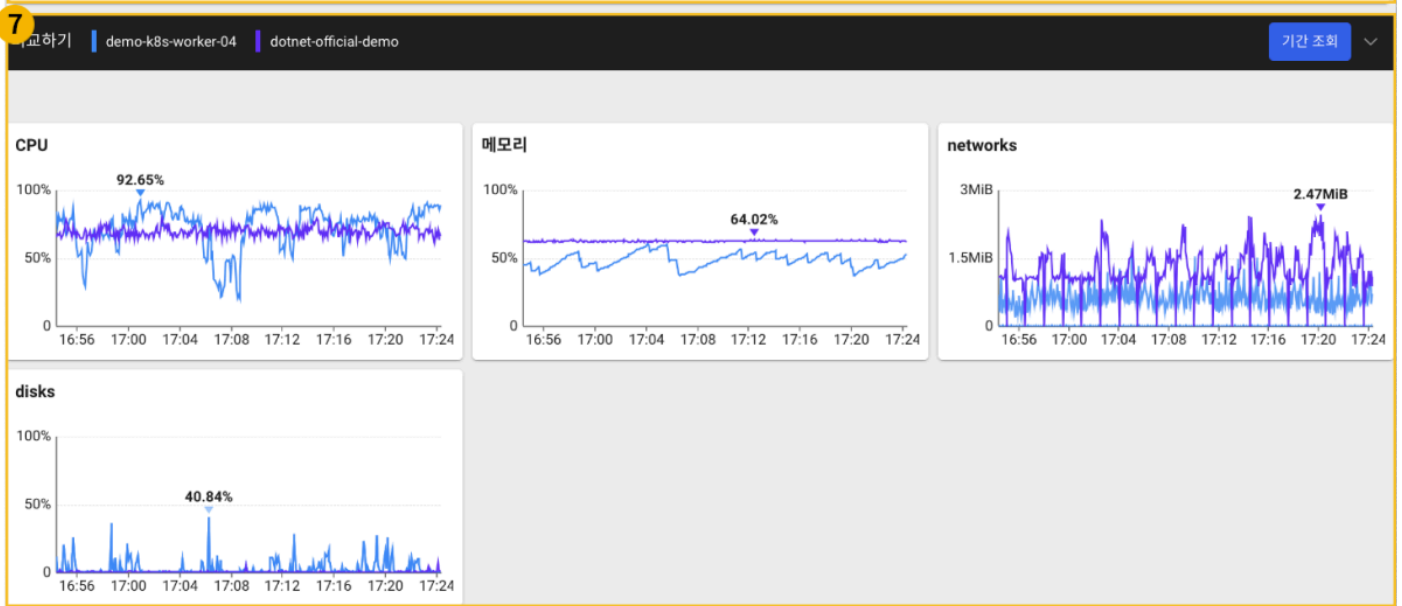 7
교하기 demo-k8s-worker-04 dotnet-official-demo 기간 조회
CPU
92.65%
100%
50%
0
16:56 17:00 17:04 17:08 17:12 17:16 17:20 17:24
메모리
64.02%
100%
50%
0
16:56 17:00 17:04 17:08 17:12 17:16 17:20 17:24
networks
2.47MiB
3MiB
1.5MiB
0
16:56 17:00 17:04 17:08 17:12 17:16 17:20 17:24
disks
100%
50%
40.84%
0
16:56 17:00 17:04 17:08 17:12 17:16 17:20 17:24